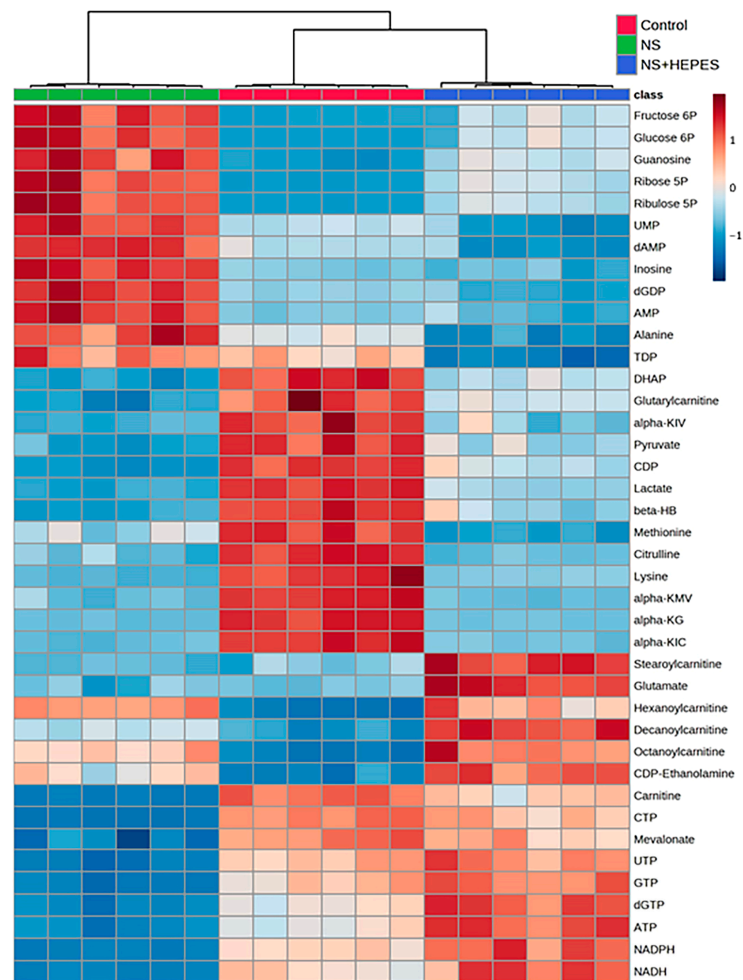 Control
NS
NS+HEPES
class
Fructose 6P
Glucose 6P
Guanosine
Ribose 5P
Ribulose 5P
UMP
dAMP
Inosine
dGDP
AMP
Alanine
TDP
DHAP
Glutarylcarnitine
alpha-KIV
Pyruvate
CDP
Lactate
beta-HB
Methionine
Citrulline
Lysine
alpha-KMV
alpha-KG
alpha-KIC
Stearoylcarnitine
Glutamate
Hexanoylcarnitine
Decanoylcarnitine
Octanoylcarnitine
CDP-Ethanolamine
Carnitine
CTP
Mevalonate
UTP
GTP
dGTP
ATP
NADPH
NADH
1
0
−1